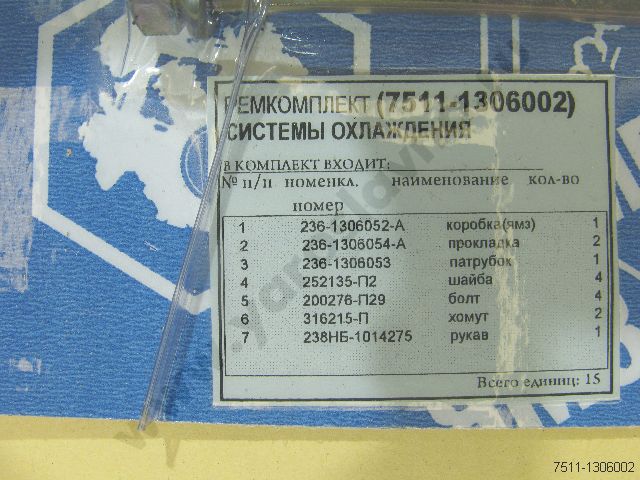 РЕМКОМПЛЕКТ (7511-1306002)
СИСТЕМЫ ОХЛАЖДЕНИЯ
В КОМПЛЕКТ ВХОДИТ:
№ п/п номенкл. наименование кол-во
номер
1 236-1306052-А коробка(ямз) 1
2 236-1306054-А прокладка 2
3 236-1306053 патрубок 1
4 252135-П2 шайба 4
5 200276-П29 болт 4
6 316215-П хомут 2
7 238НБ-1014275 рукав 1
Всего единиц: 15
7511-1306002